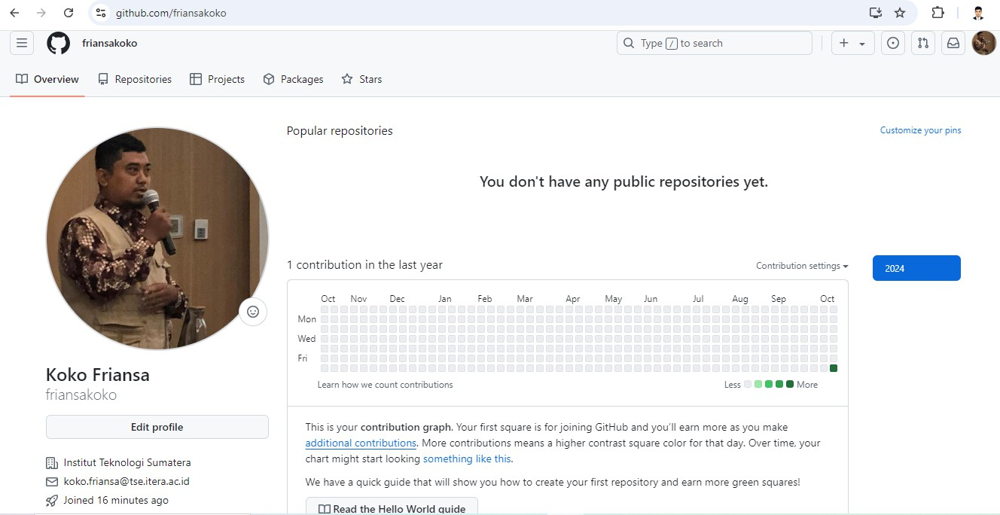 github.com/friansakoko
friansakoko
Type / to search
Overview
Repositories
Projects
Packages
Stars
Popular repositories
Customize your pins
You don't have any public repositories yet.
1 contribution in the last year
Contribution settings
2024
Oct Nov Dec Jan Feb Mar Apr May Jun Jul Aug Sep Oct
Mon
Wed
Fri
Learn how we count contributions
Less
More
This is your contribution graph. Your first square is for joining GitHub and you'll earn more as you make
additional contributions. More contributions means a higher contrast square color for that day. Over time, your
chart might start looking something like this.
We have a quick guide that will show you how to create your first repository and earn more green squares!
Read the Hello World guide
Koko Friansa
friansakoko
Edit profile
Institut Teknologi Sumatera
koko.friansa@tse.itera.ac.id
Joined 16 minutes ago